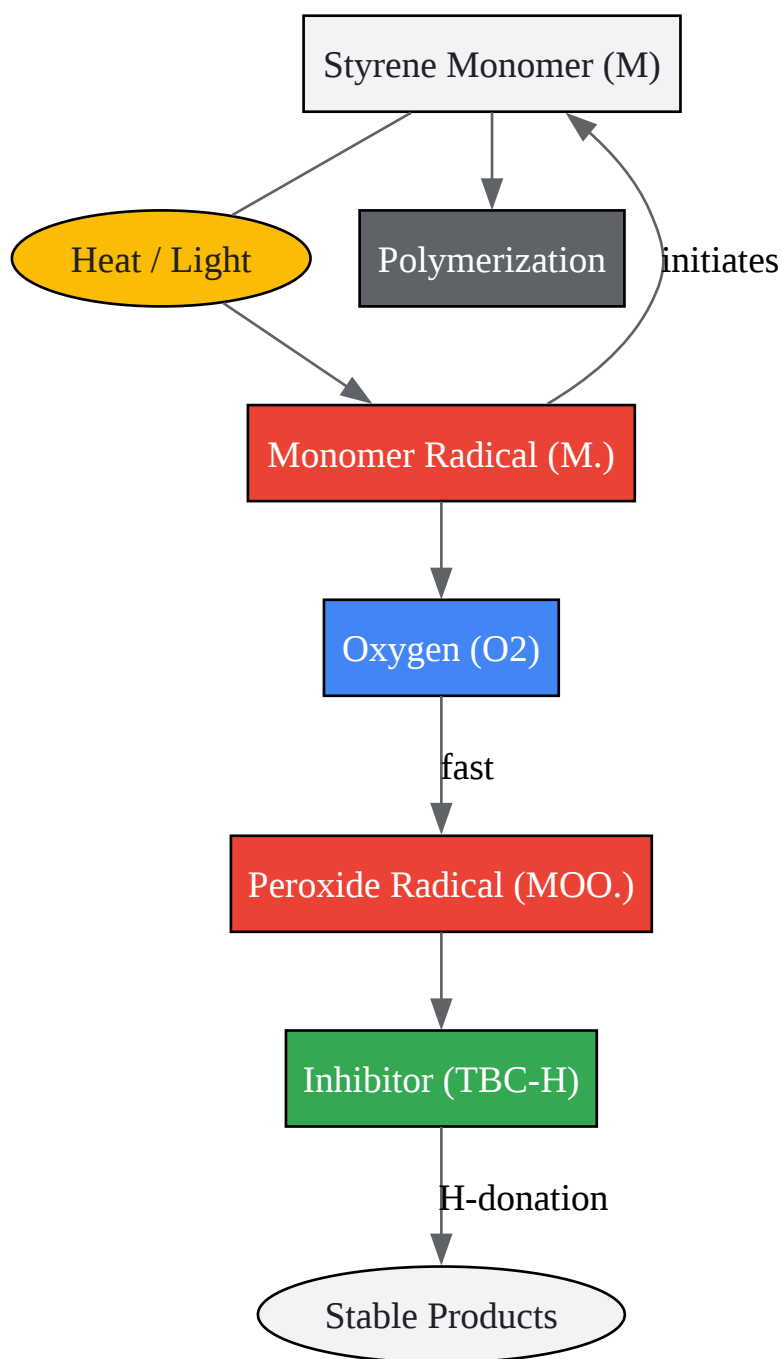 Styrene Monomer (M)
Heat / Light
Polymerization
initiates
Monomer Radical (M.)
Oxygen (O2)
fast
Peroxide Radical (MOO.)
Inhibitor (TBC-H)
H-donation
Stable Products